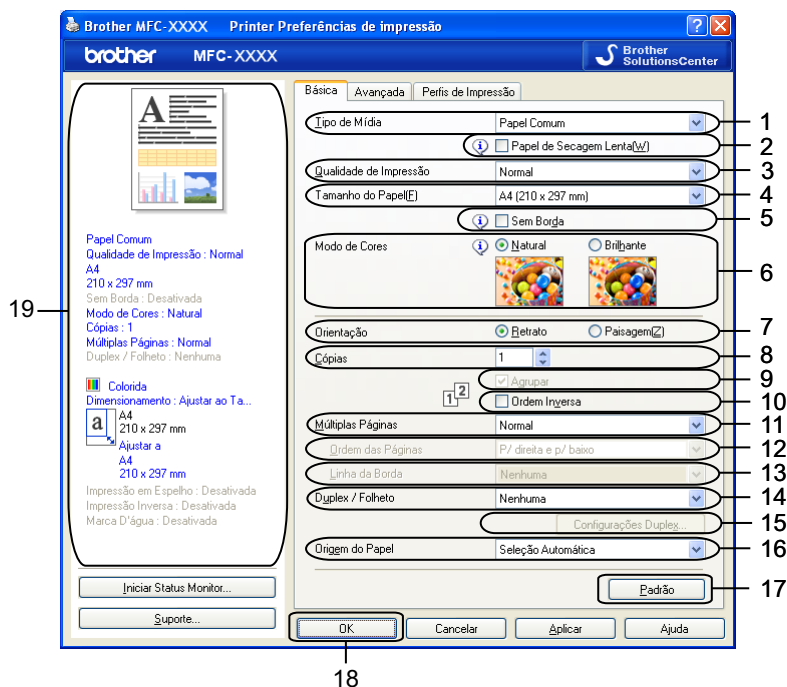 Brother MFC-XXXX Printer Preferências de impressão
brother MFC-XXXX
Brother
SolutionsCenter
A
Papel Comum
Qualidade de Impressão : Normal
A4
210 x 297 mm
Sem Borda : Desativada
Modo de Cores : Natural
Cópias : 1
Múltiplas Páginas : Normal
Duplex / Folheto : Nenhuma
Colorida
Dimensionamento : Ajustar ao Ta...
a
A4
210 x 297 mm
Ajustar a
A4
210 x 297 mm
Impressão em Espelho : Desativada
Impressão Inversa : Desativada
Marca D'água : Desativada
Iniciar Status Monitor...
Suporte...
19
Básica Avançada Perfis de Impressão
Tipo de Mídia Papel Comum 1
Papel de Secagem Lenta(W) 2
Qualidade de Impressão Normal 3
Tamanho do Papel(F) A4 (210 x 297 mm) 4
Sem Borda 5
Modo de Cores Natural Brilhante 6
Orientação Retrato Paisagem(Z) 7
Cópias 1 8
Agrupar 9
1 2 Ordem Inversa 10
Múltiplas Páginas Normal 11
Ordem das Páginas P/ direita e p/ baixo 12
Linha da Borda Nenhuma 13
Duplex / Folheto Nenhuma 14
Configurações Duplex... 15
Origem do Papel Seleção Automática 16
Padrão 17
OK Cancelar Aplicar Ajuda
18